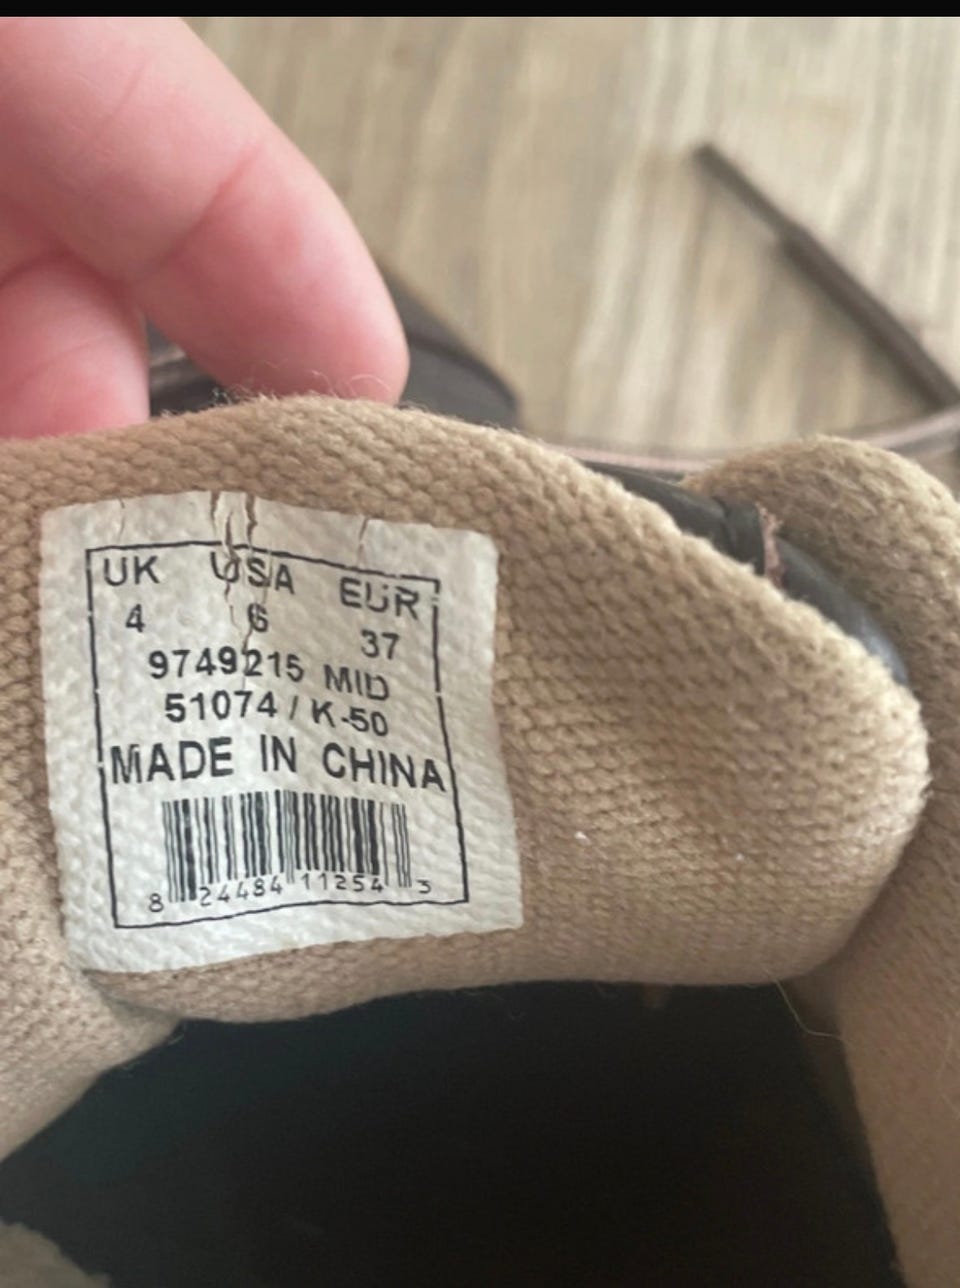 UK USA EUR
4 6 37
9749215 MID
51074 / K-50
MADE IN CHINA
8 24484 11254 3